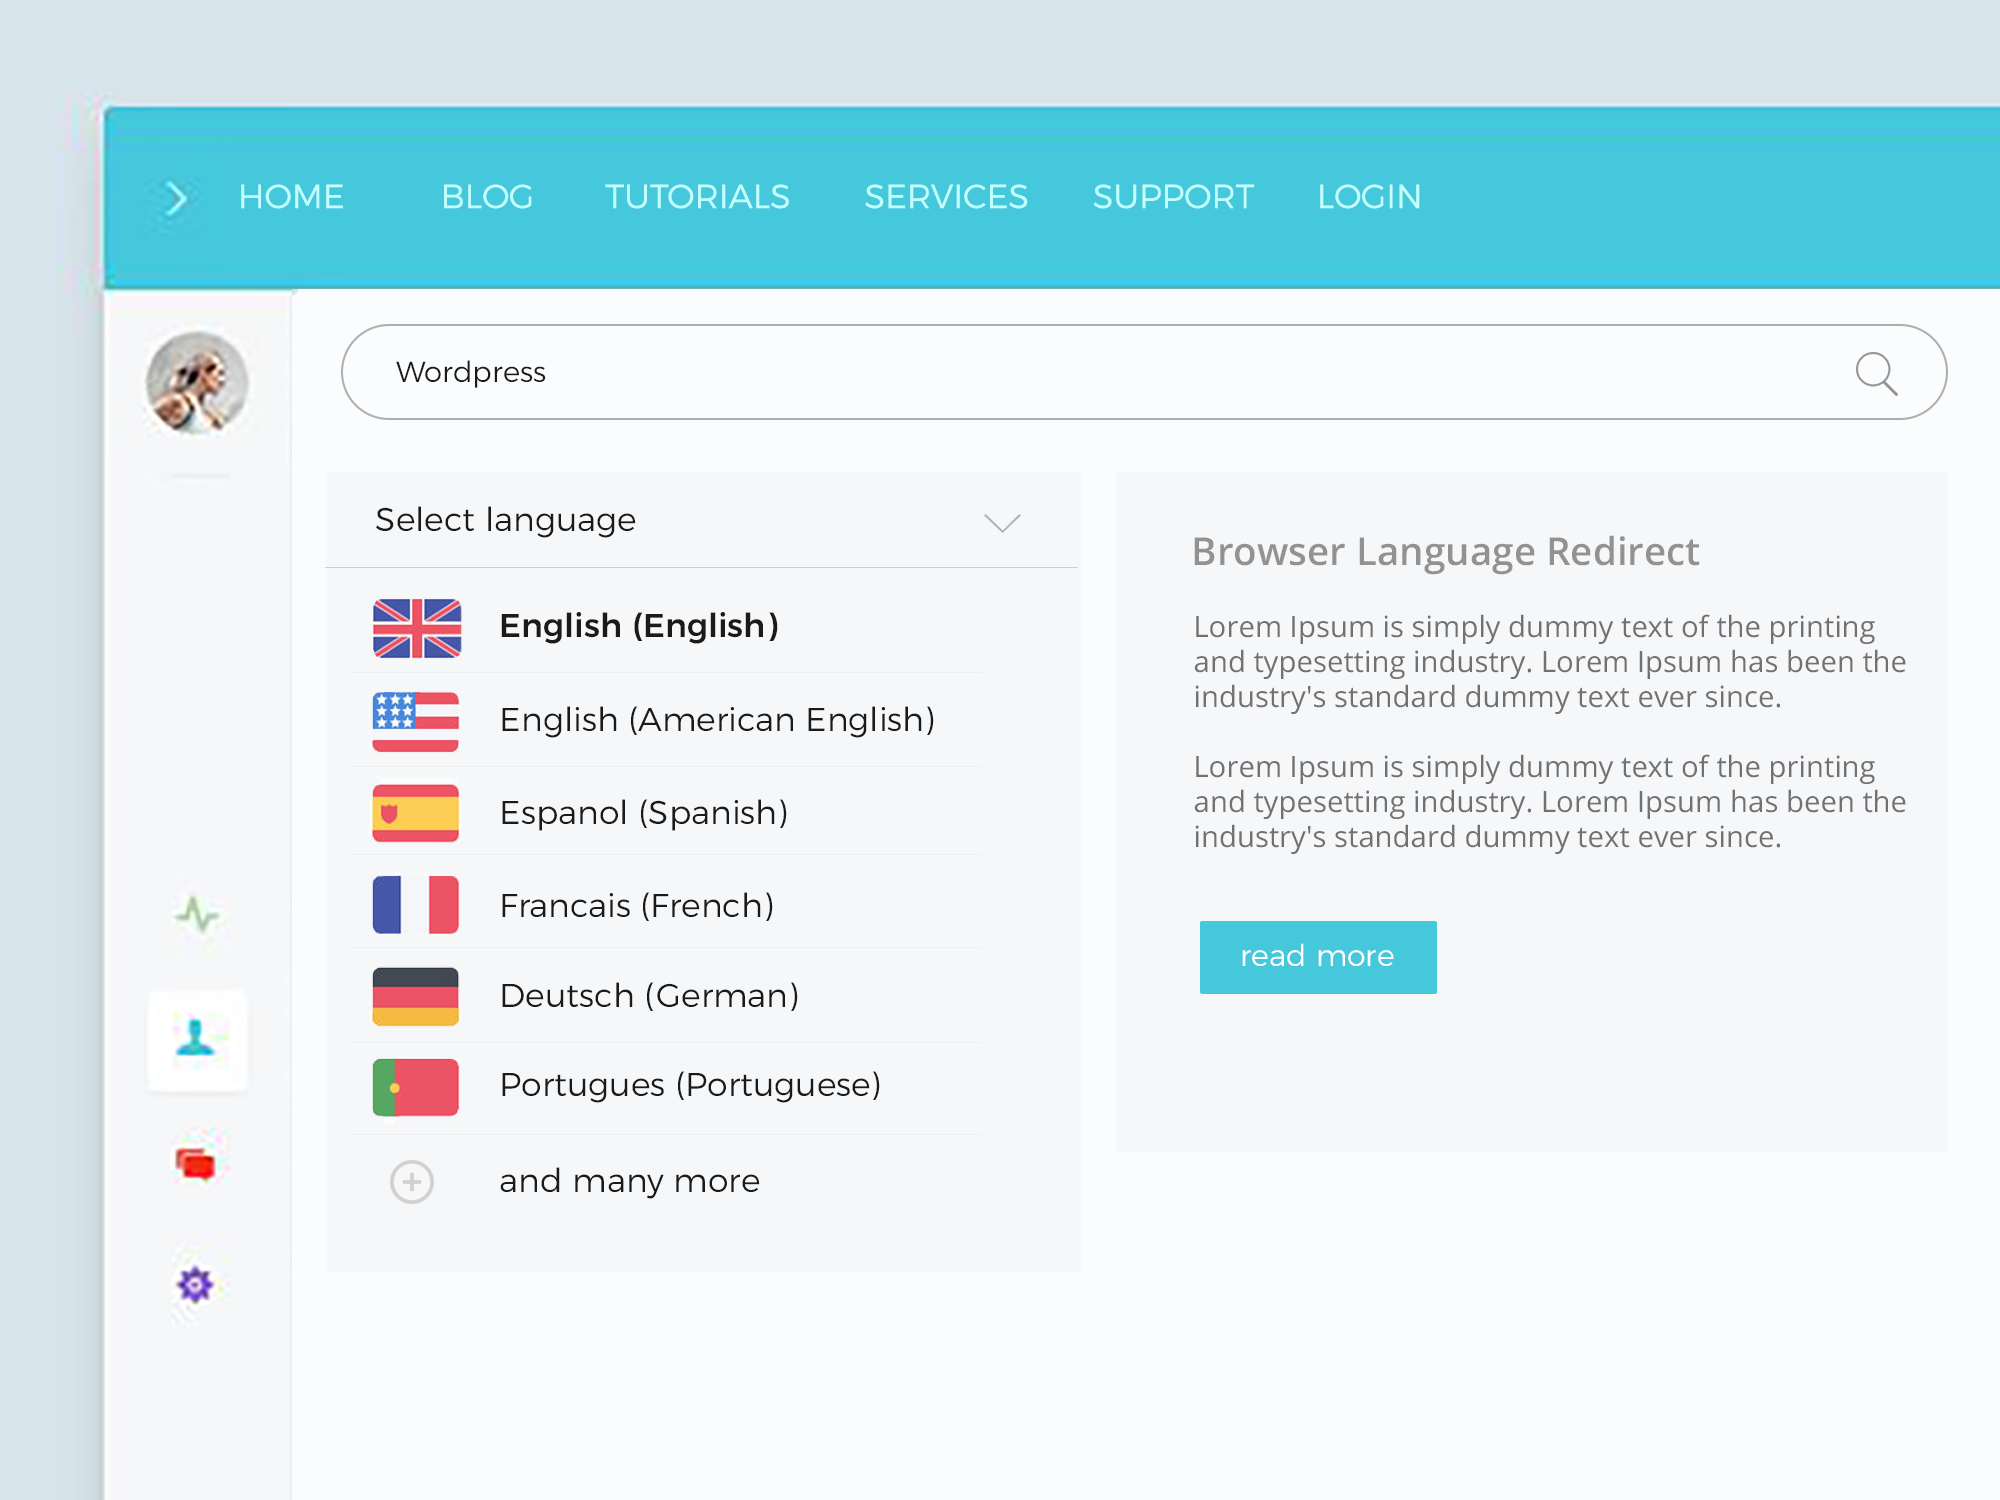 HOME BLOG TUTORIALS SERVICES SUPPORT LOGIN
Wordpress
Select language
English (English)
English (American English)
Espanol (Spanish)
Francais (French)
Deutsch (German)
Portugues (Portuguese)
and many more
Browser Language Redirect
Lorem Ipsum is simply dummy text of the printing
and typesetting industry. Lorem Ipsum has been the
industry's standard dummy text ever since.
Lorem Ipsum is simply dummy text of the printing
and typesetting industry. Lorem Ipsum has been the
industry's standard dummy text ever since.
read more